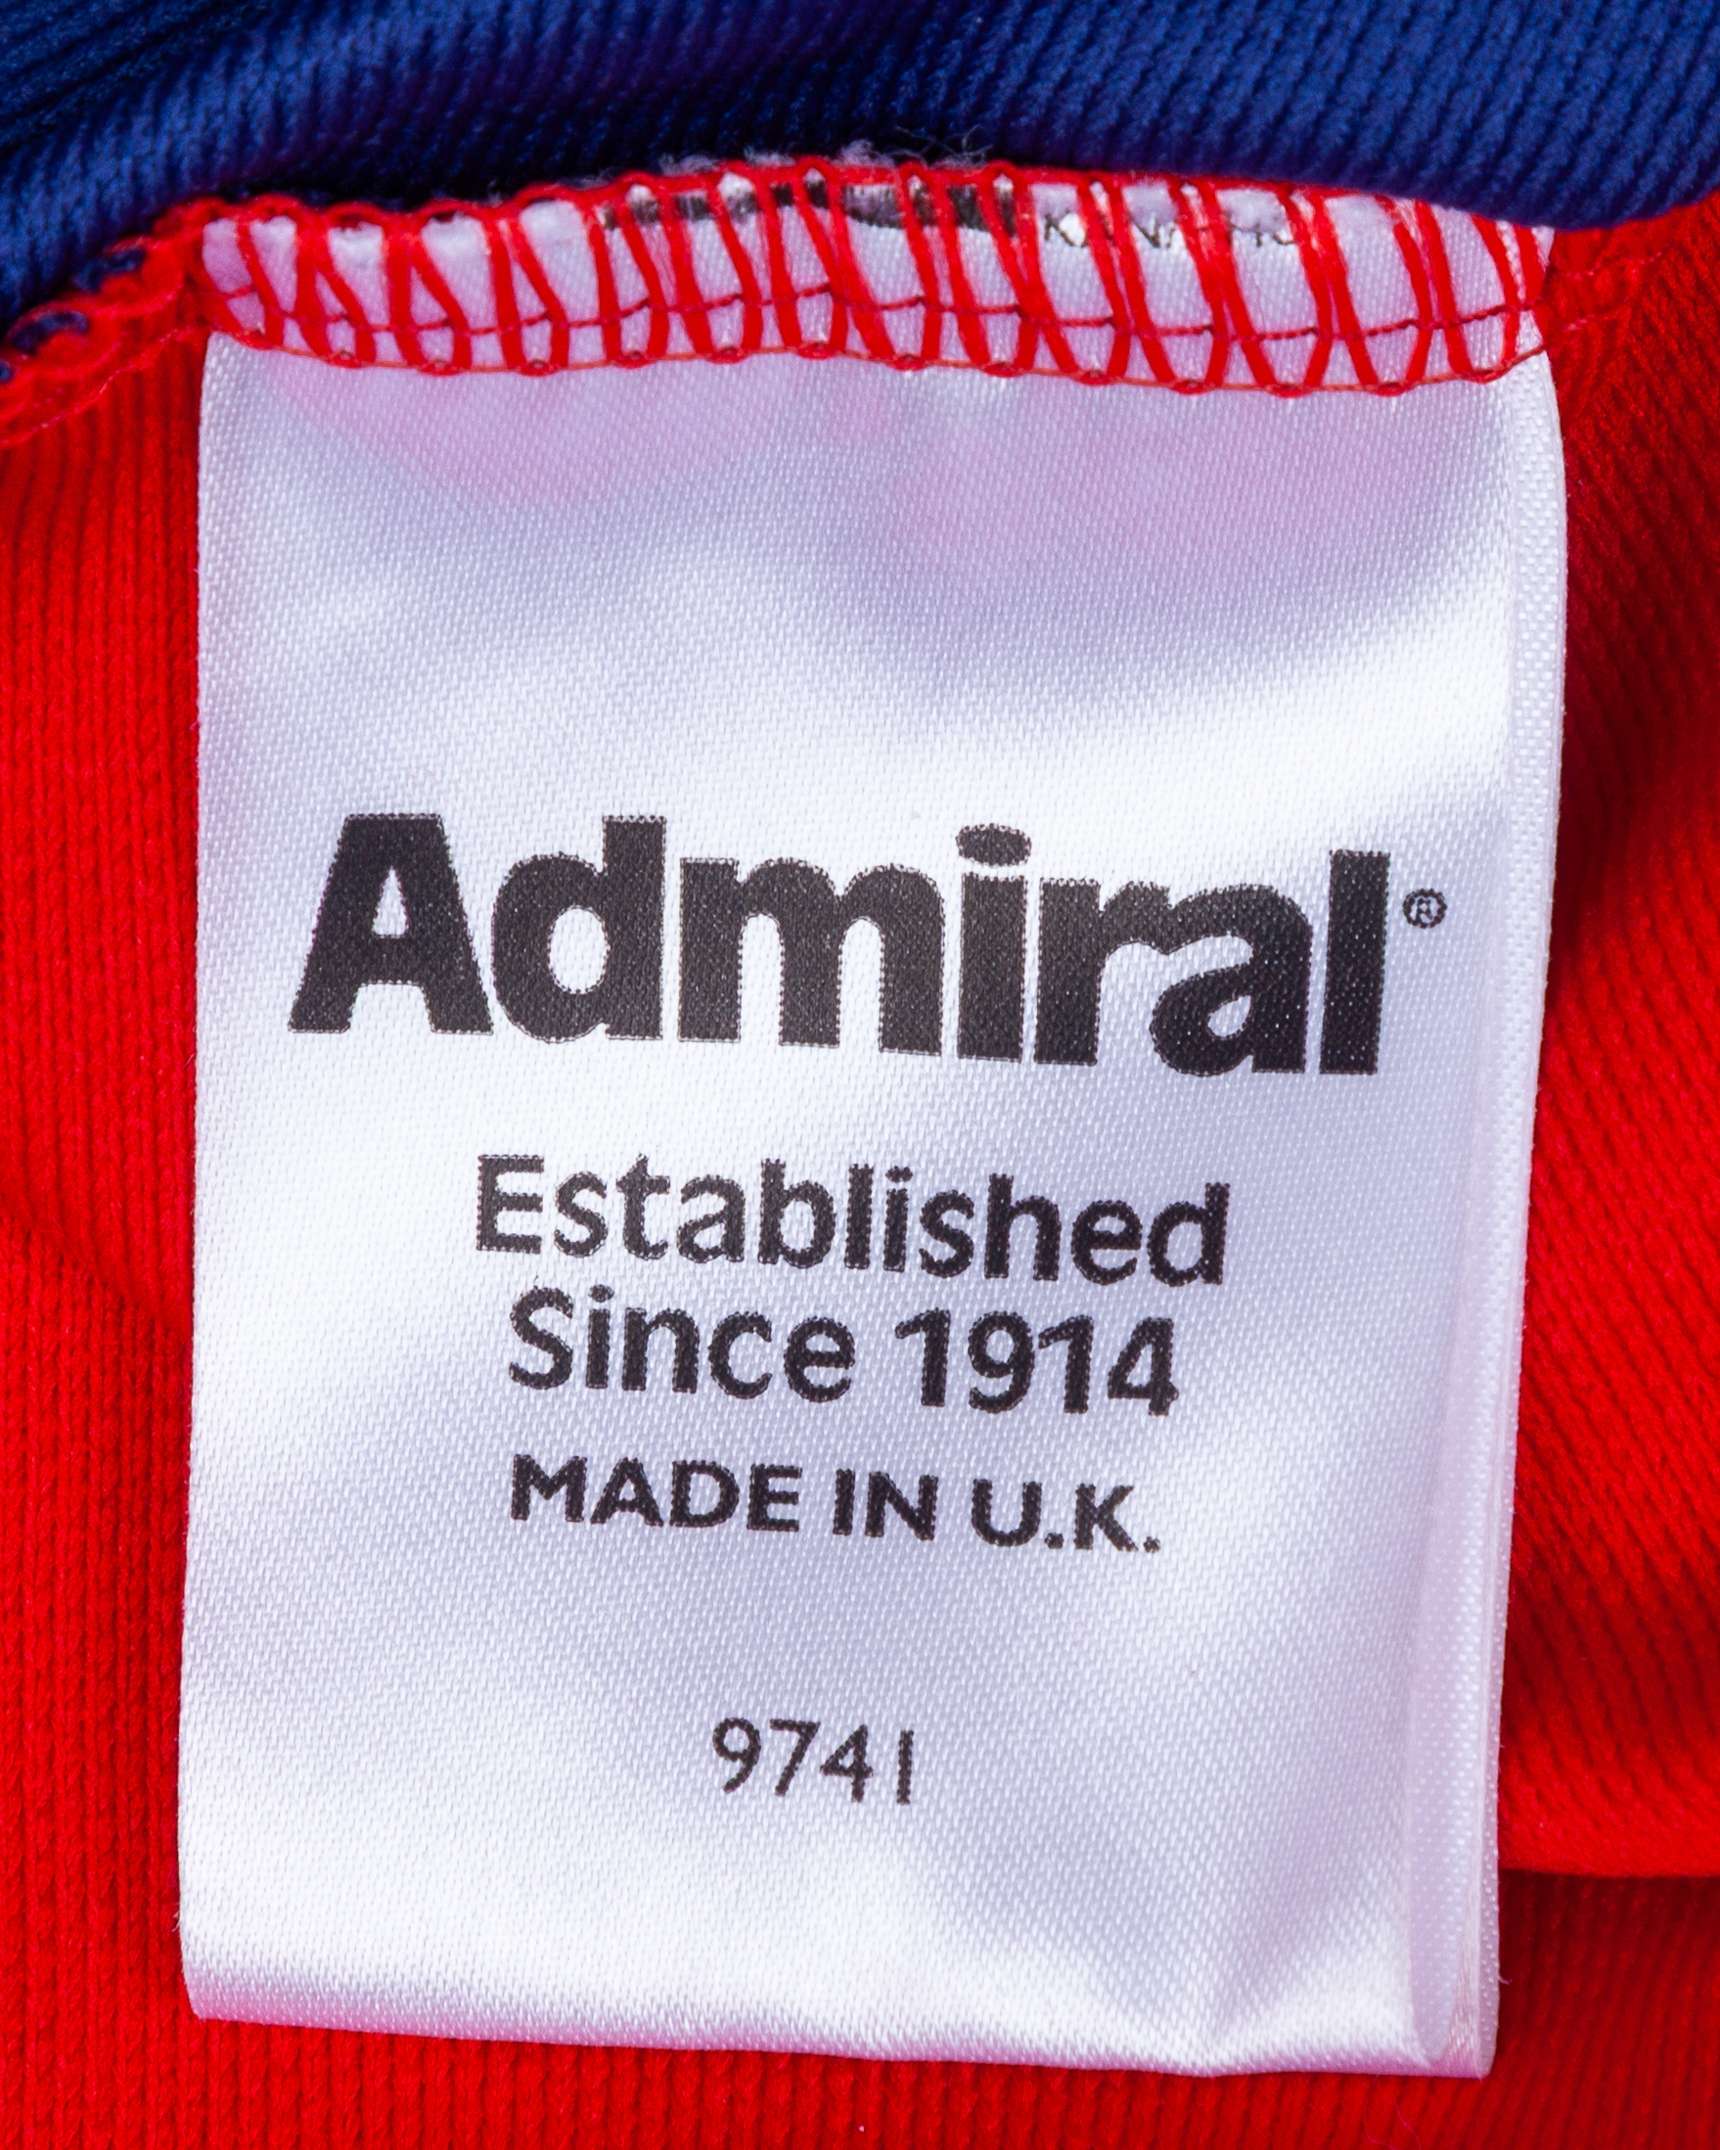 Admiral®
Established
Since 1914
MADE IN U.K.
9741